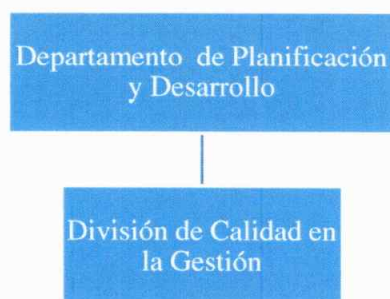 Departamento de Planificación
y Desarrollo
División de Calidad en
la Gestión